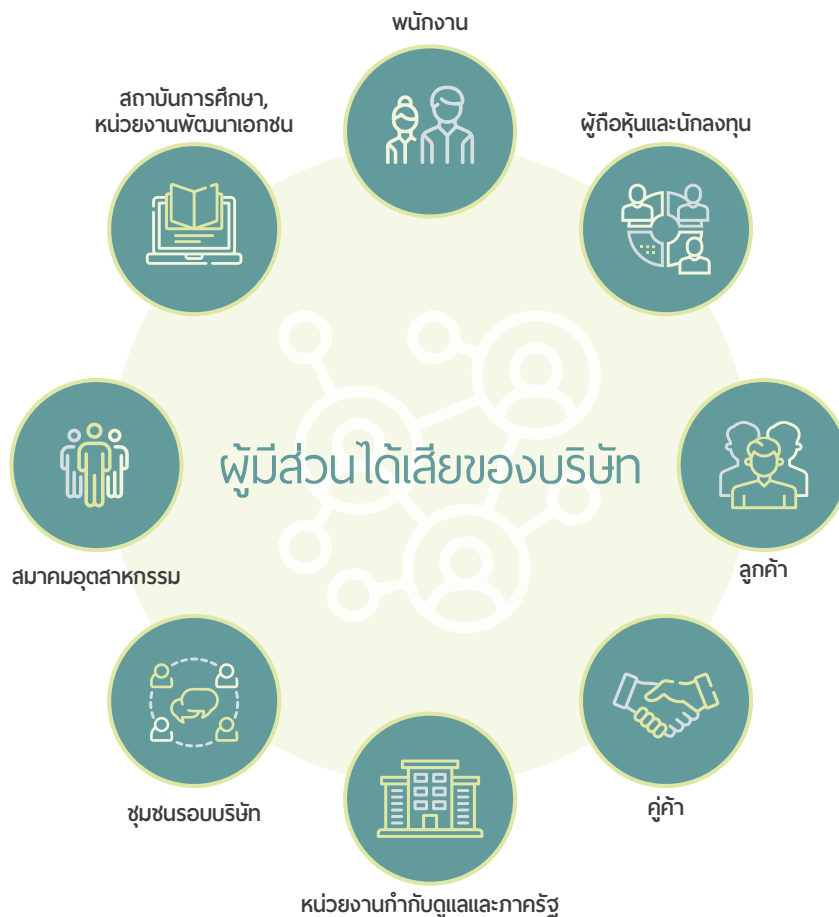 พนักงาน
สถาบันการศึกษา,
หน่วยงานพัฒนาเอกชน
ผู้ถือหุ้นและนักลงทุน
ผู้มีส่วนได้เสียของบริษัท
สมาคมอุตสาหกรรม
ลูกค้า
ชุมชนรอบบริษัท
คู่ค้า
หน่วยงานกำกับดูแลและภาครัฐ